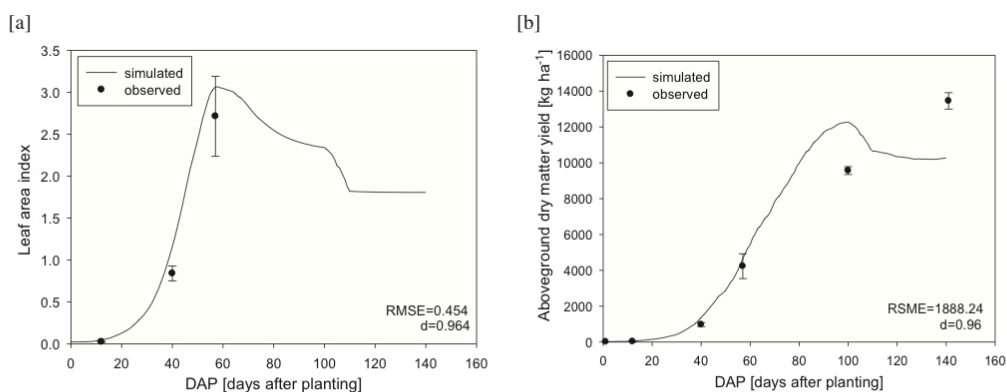 [a]
3.5
3.0
2.5
2.0
1.5
1.0
0.5
0.0
Leaf area index
simulated
observed
RMSE=0.454
d=0.964
0 20 40 60 80 100 120 140 160
DAP [days after planting]
[b]
16000
14000
12000
10000
8000
6000
4000
2000
0
Aboveground dry matter yield [kg ha⁻¹]
simulated
observed
RSME=1888.24
d=0.96
0 20 40 60 80 100 120 140 160
DAP [days after planting]